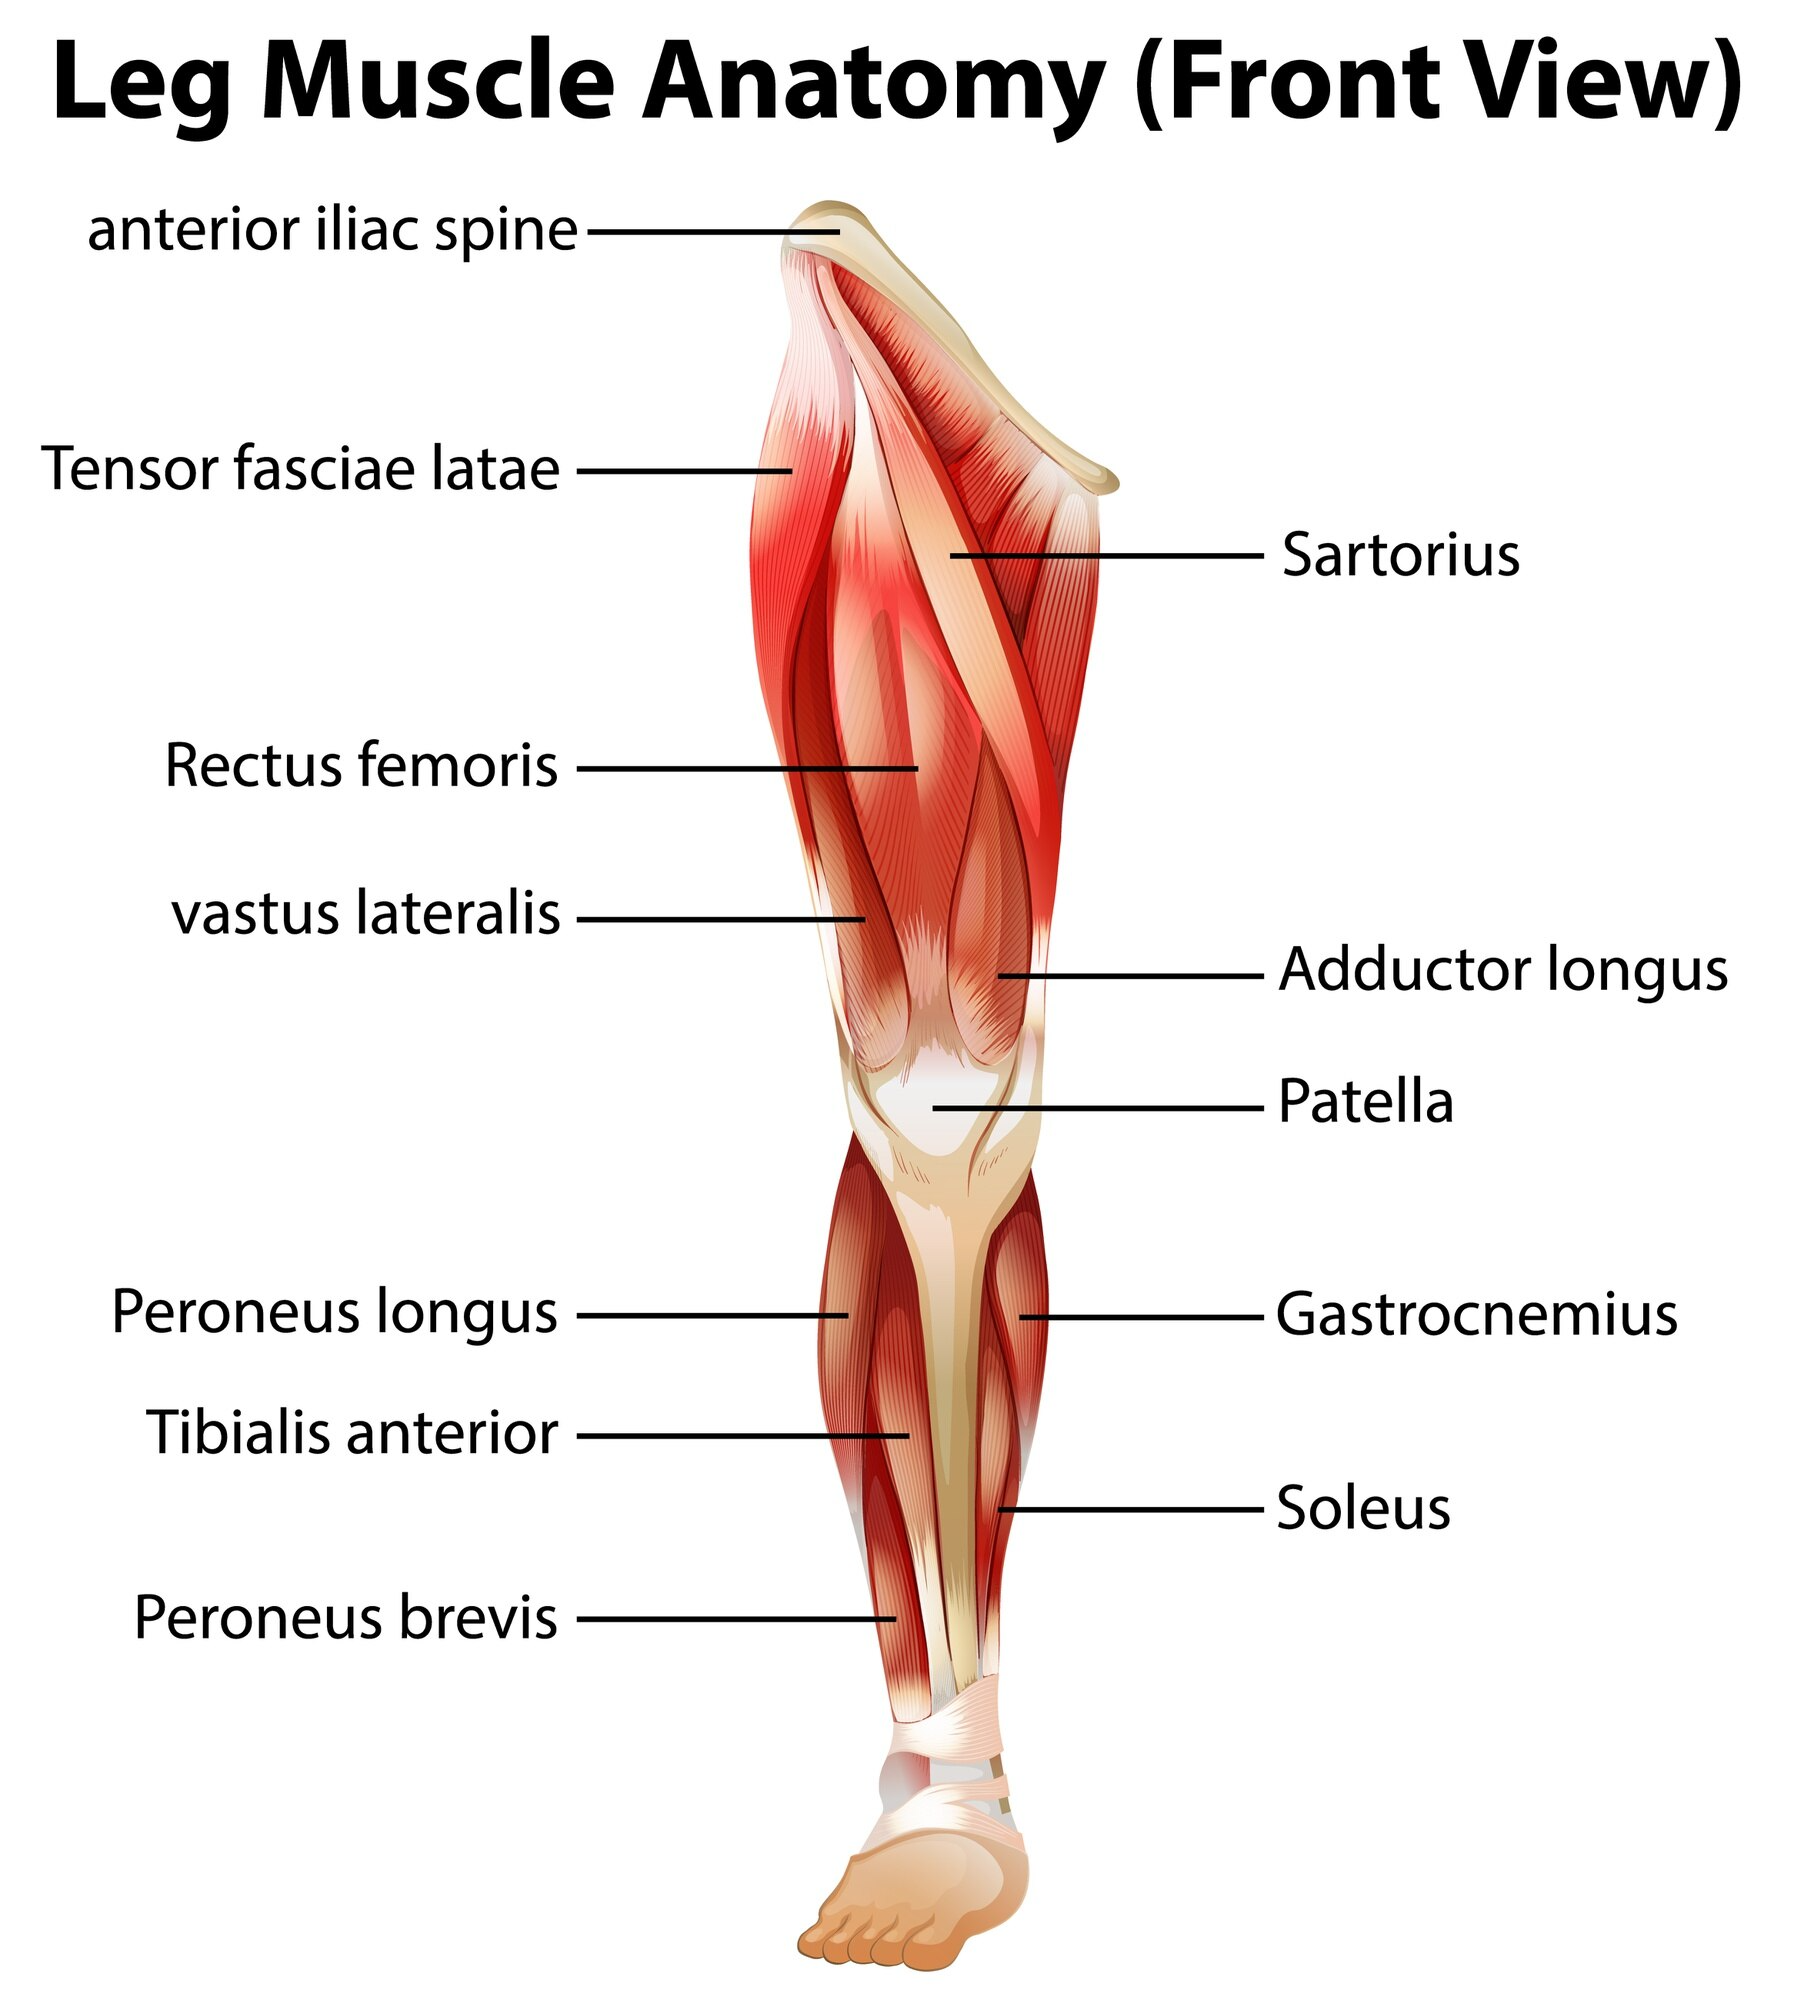 Leg Muscle Anatomy (Front View)
anterior iliac spine
Tensor fasciae latae
Sartorius
Rectus femoris
vastus lateralis
Adductor longus
Patella
Peroneus longus
Gastrocnemius
Tibialis anterior
Soleus
Peroneus brevis